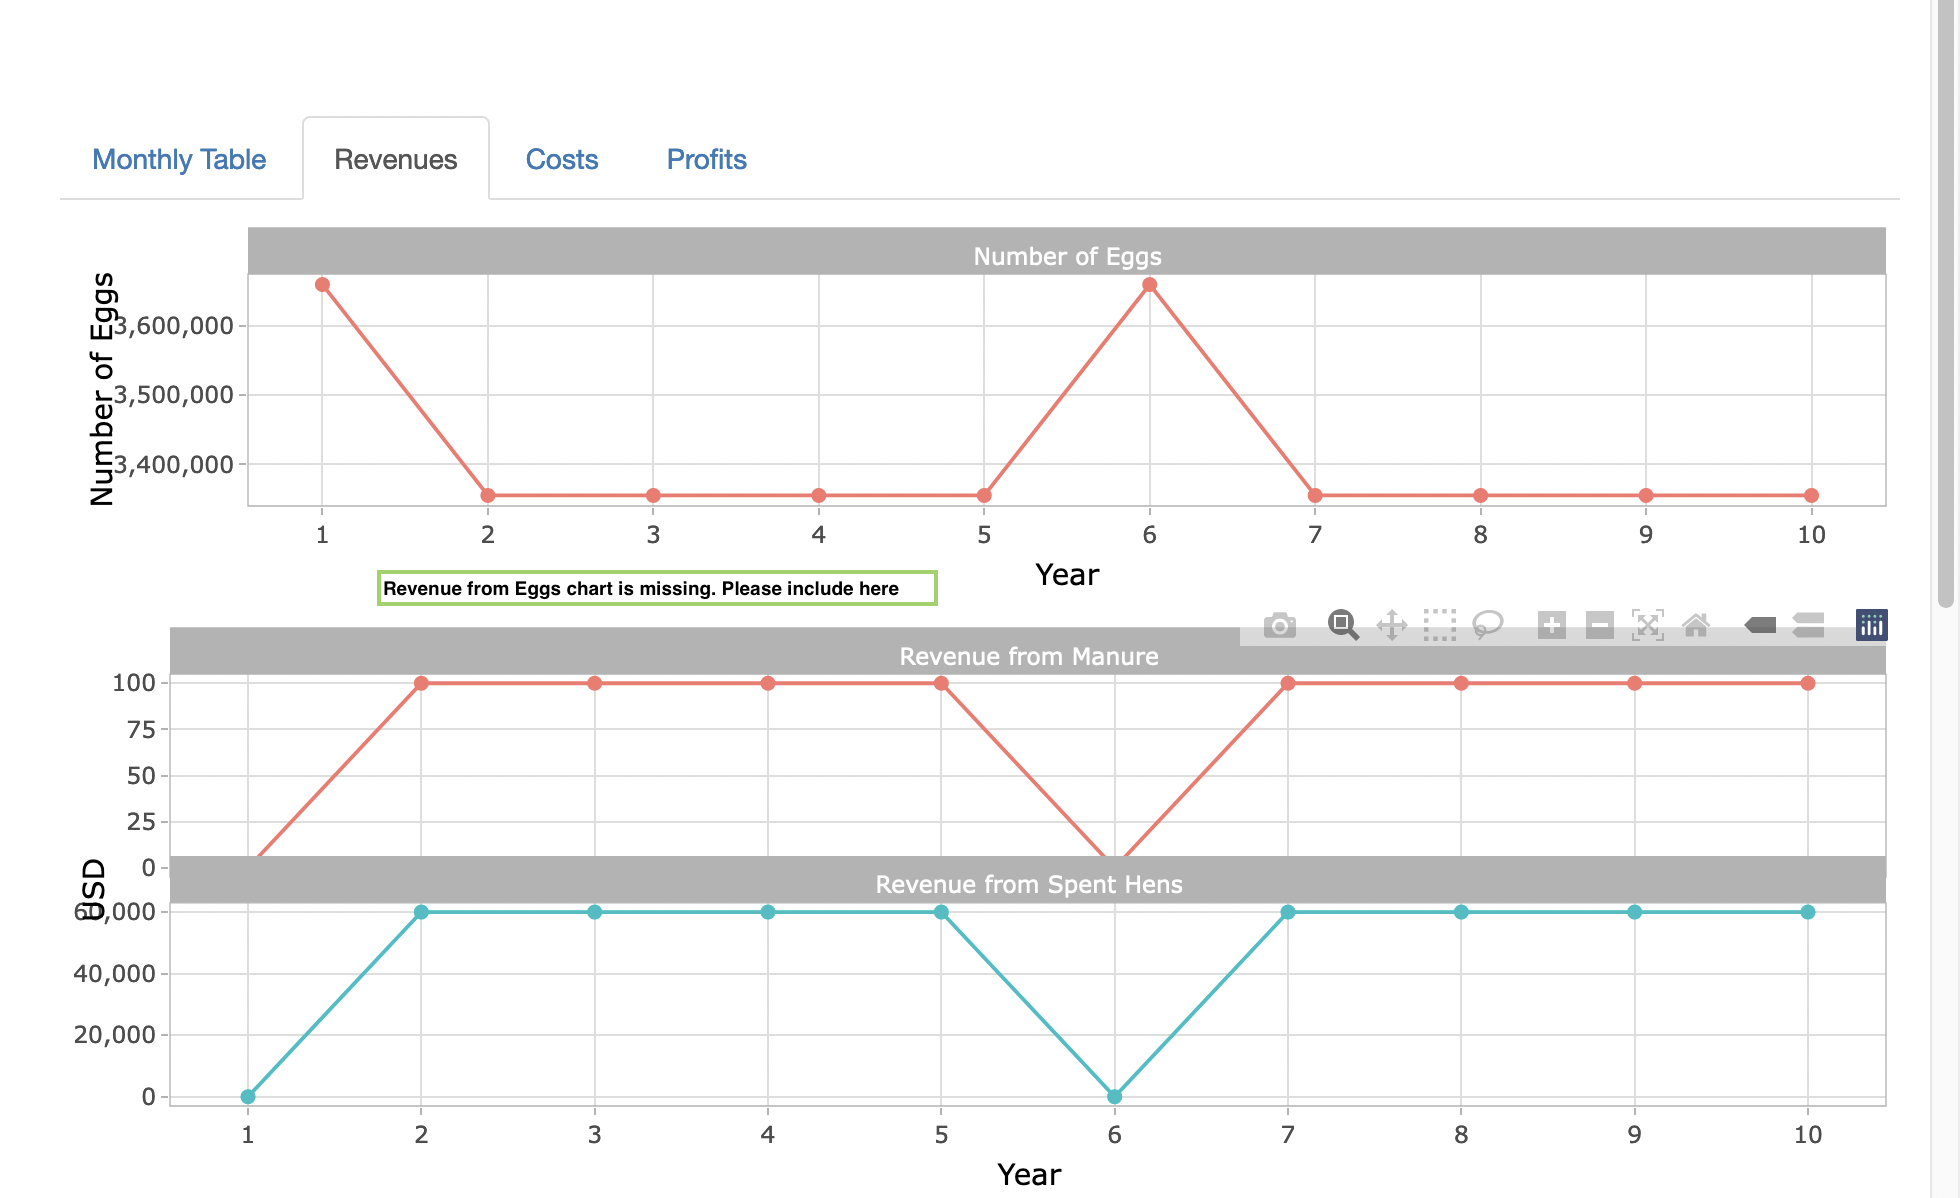 Monthly Table
Revenues
Costs
Profits
Number of Eggs
Number of Eggs
3,600,000
3,500,000
3,400,000
1 2 3 4 5 6 7 8 9 10
Year
Revenue from Eggs chart is missing. Please include here
Revenue from Manure
100
75
50
25
0
USD
Revenue from Spent Hens
60,000
40,000
20,000
0
1 2 3 4 5 6 7 8 9 10
Year